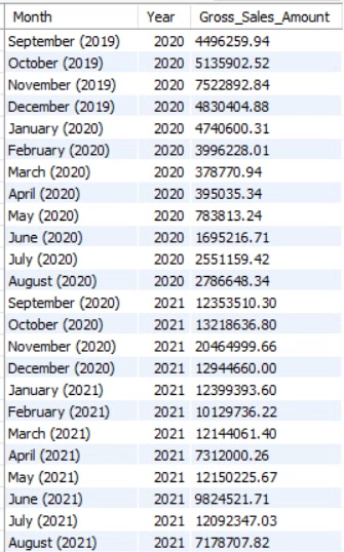 Month Year Gross_Sales_Amount
September (2019) 2020 4496259.94
October (2019) 2020 5135902.52
November (2019) 2020 7522892.84
December (2019) 2020 4830404.88
January (2020) 2020 4740600.31
February (2020) 2020 3996228.01
March (2020) 2020 378770.94
April (2020) 2020 395035.34
May (2020) 2020 783813.24
June (2020) 2020 1695216.71
July (2020) 2020 2551159.42
August (2020) 2020 2786648.34
September (2020) 2021 12353510.30
October (2020) 2021 13218636.80
November (2020) 2021 20464999.66
December (2020) 2021 12944660.00
January (2021) 2021 12399393.60
February (2021) 2021 10129736.22
March (2021) 2021 12144061.40
April (2021) 2021 7312000.26
May (2021) 2021 12150225.67
June (2021) 2021 9824521.71
July (2021) 2021 12092347.03
August (2021) 2021 7178707.82